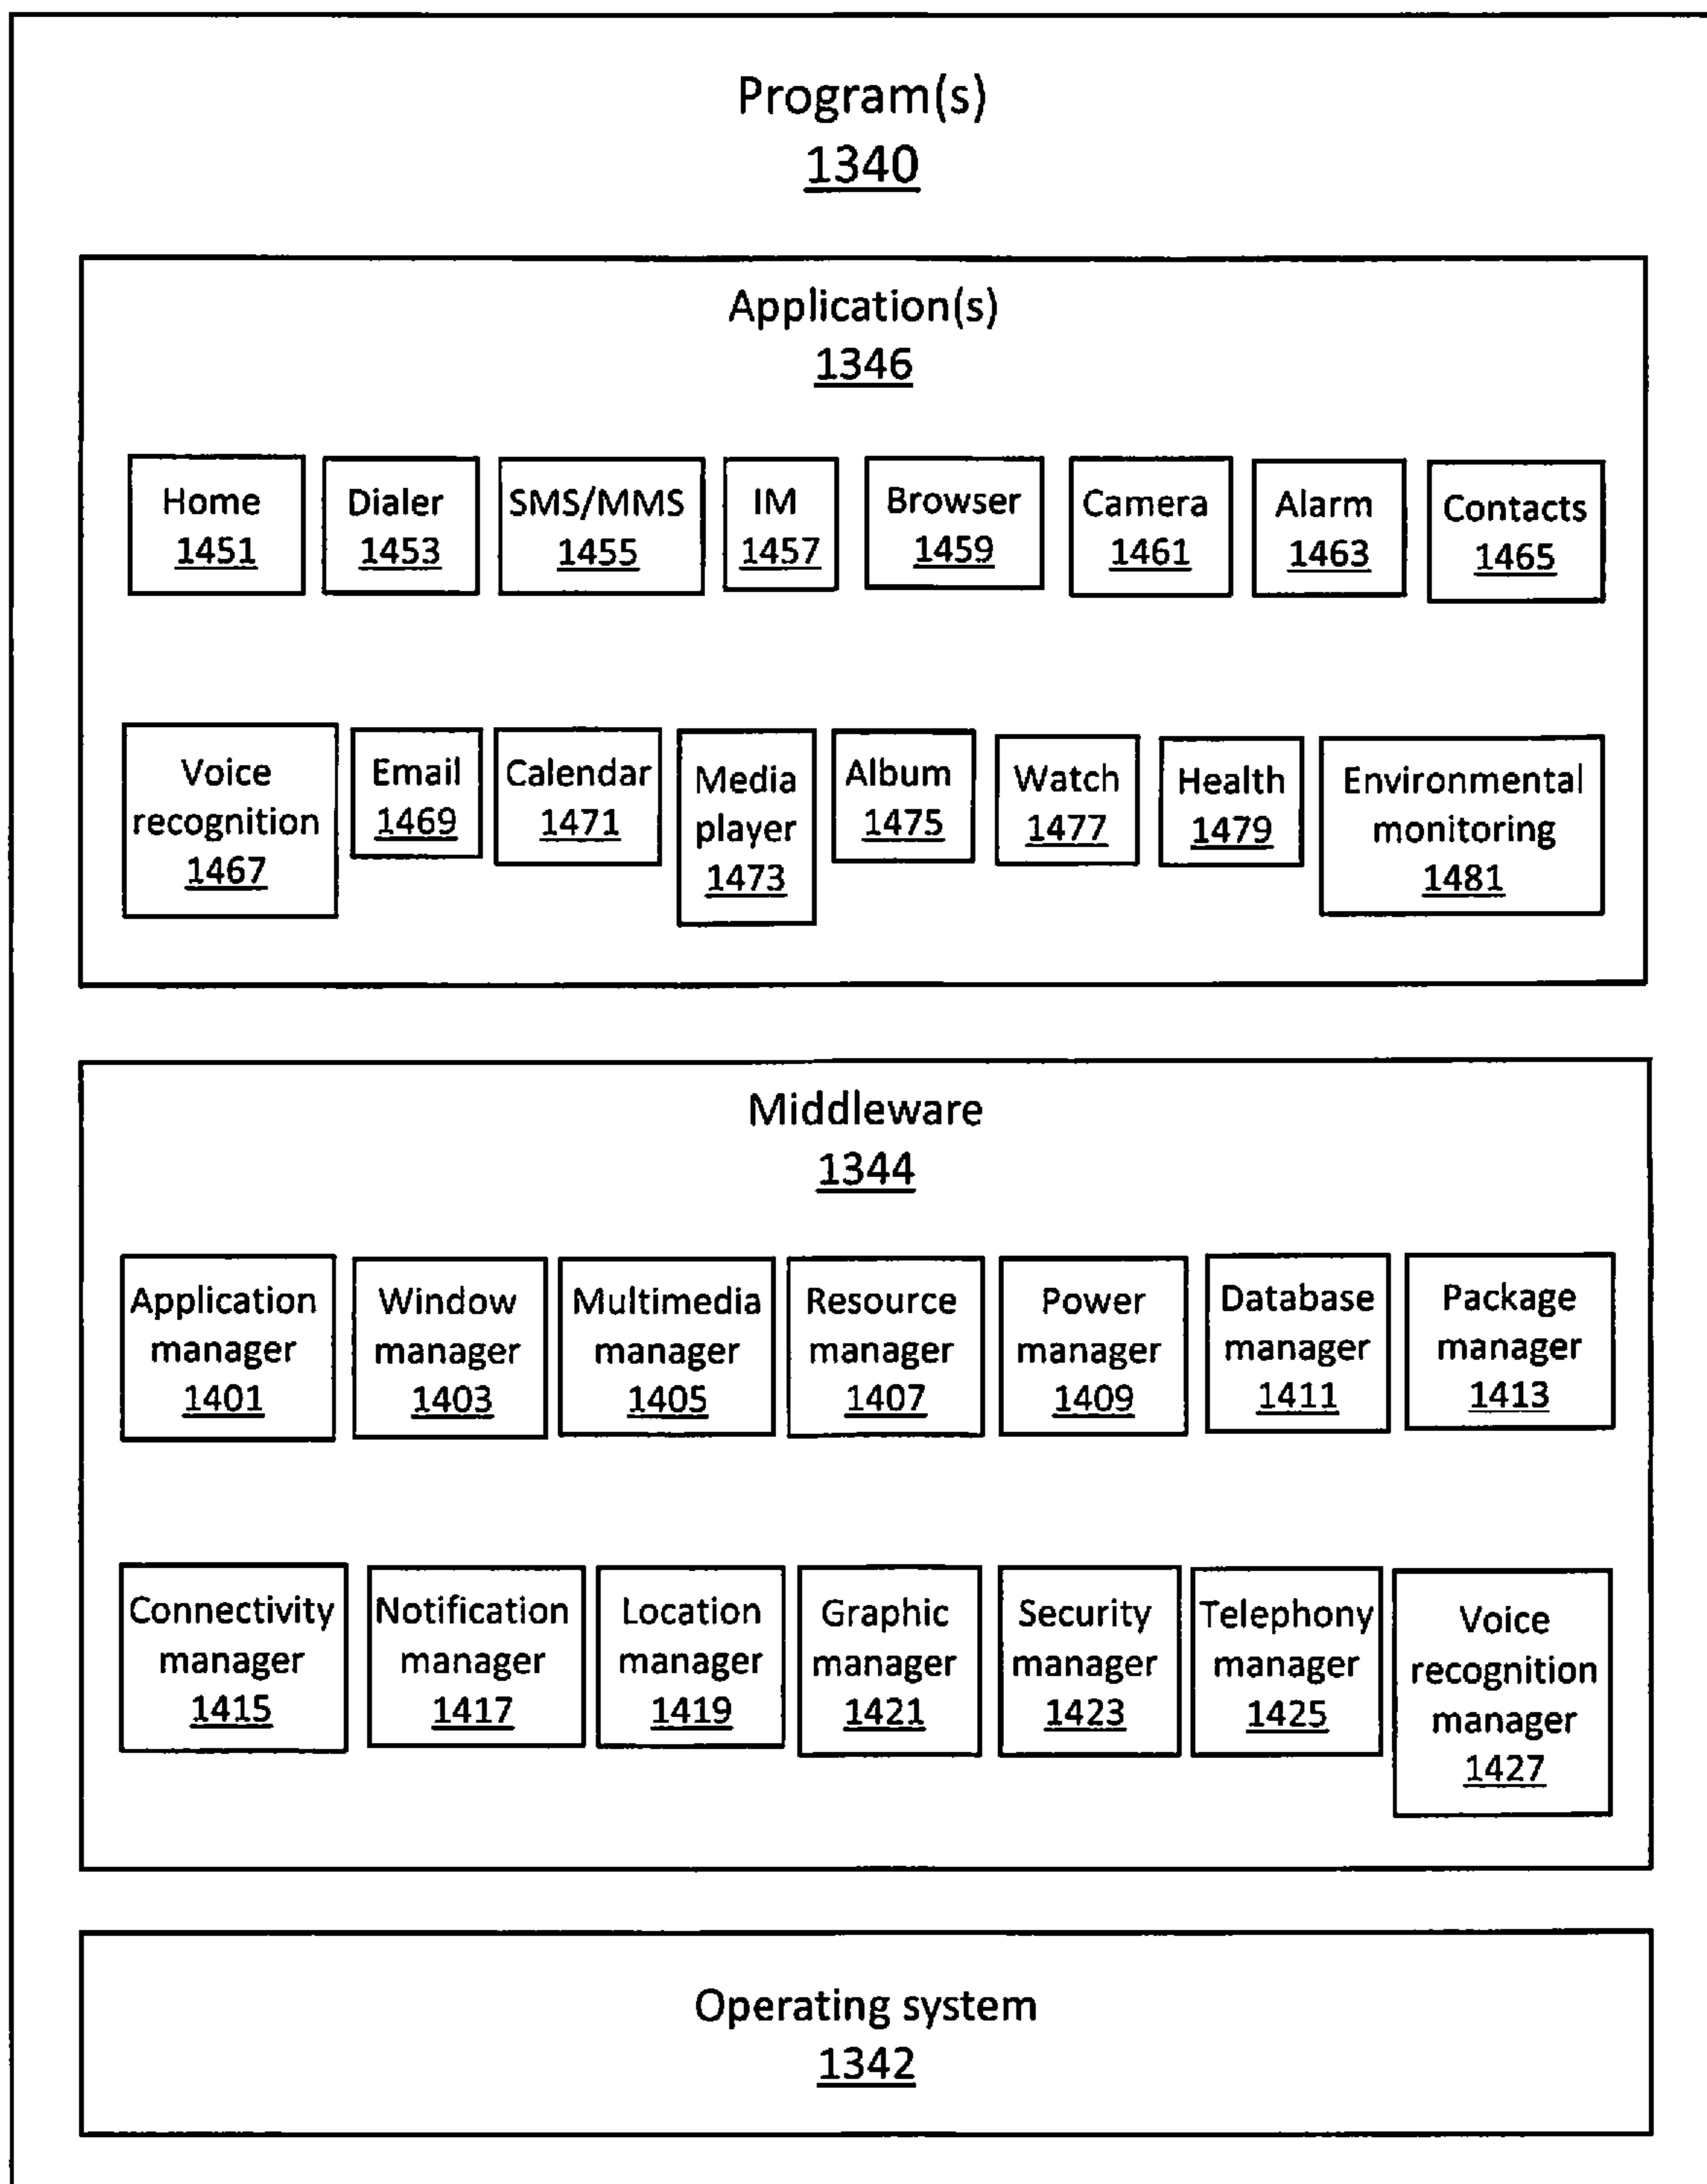 Program(s)
1340
Application(s)
1346
Home
1451
Dialer
1453
SMS/MMS
1455
IM
1457
Browser
1459
Camera
1461
Alarm
1463
Contacts
1465
Voice
recognition
1467
Email
1469
Calendar
1471
Media
player
1473
Album
1475
Watch
1477
Health
1479
Environmental
monitoring
1481
Middleware
1344
Application
manager
1401
Window
manager
1403
Multimedia
manager
1405
Resource
manager
1407
Power
manager
1409
Database
manager
1411
Package
manager
1413
Connectivity
manager
1415
Notification
manager
1417
Location
manager
1419
Graphic
manager
1421
Security
manager
1423
Telephony
manager
1425
Voice
recognition
manager
1427
Operating system
1342